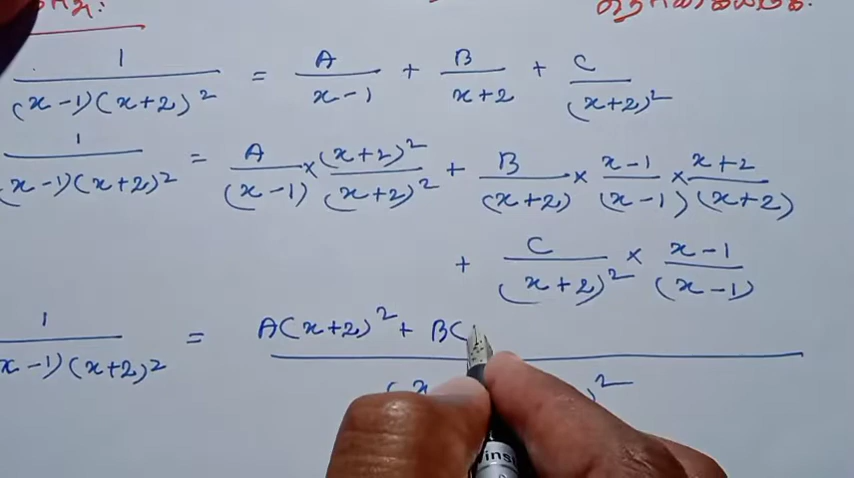 1/((x-1)(x+2)²) = A/(x-1) + B/(x+2) + C/(x+2)²
1/((x-1)(x+2)²) = A/(x-1) × (x+2)²/(x+2)² + B/(x+2) × (x-1)/(x-1) × (x+2)/(x+2)
+ C/(x+2)² × (x-1)/(x-1)
1/((x-1)(x+2)²) = A(x+2)² + B(